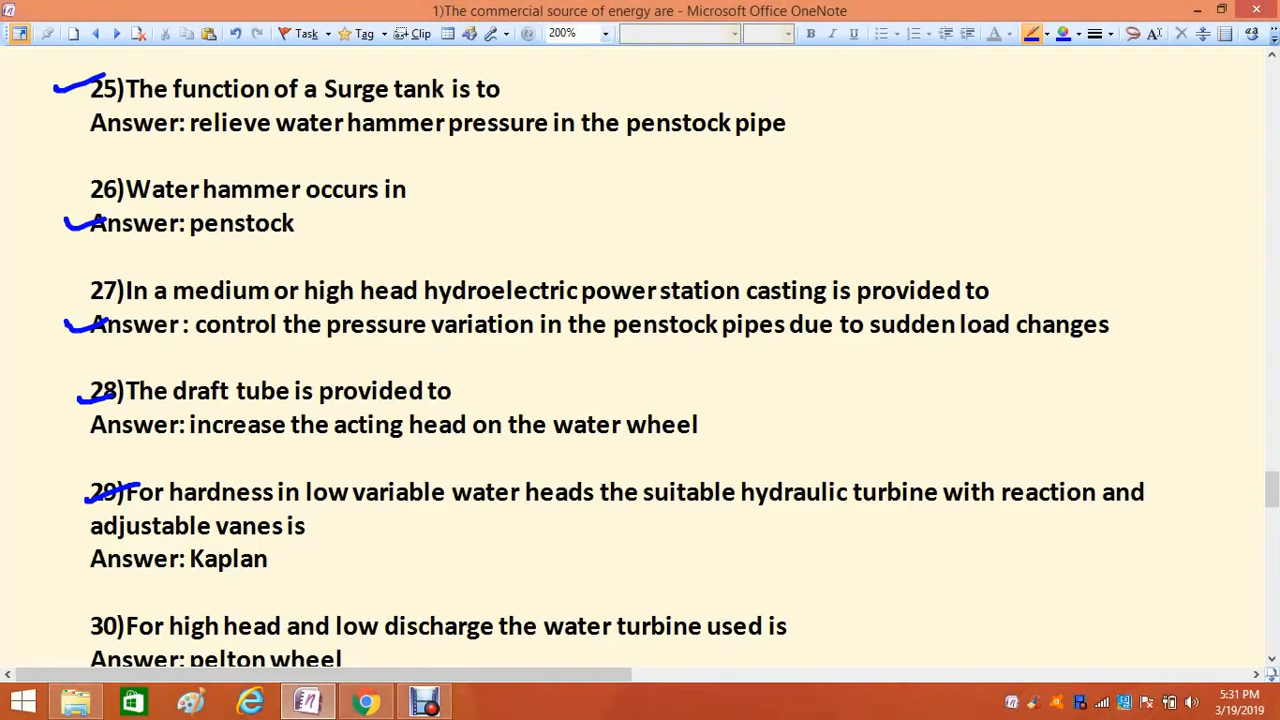 1)The commercial source of energy are - Microsoft Office OneNote
Task Tag Clip 200%
25)The function of a Surge tank is to
Answer: relieve water hammer pressure in the penstock pipe
26)Water hammer occurs in
Answer: penstock
27)In a medium or high head hydroelectric power station casting is provided to
Answer : control the pressure variation in the penstock pipes due to sudden load changes
28)The draft tube is provided to
Answer: increase the acting head on the water wheel
29)For hardness in low variable water heads the suitable hydraulic turbine with reaction and
adjustable vanes is
Answer: Kaplan
30)For high head and low discharge the water turbine used is
Answer: pelton wheel
5:31 PM
3/19/2019